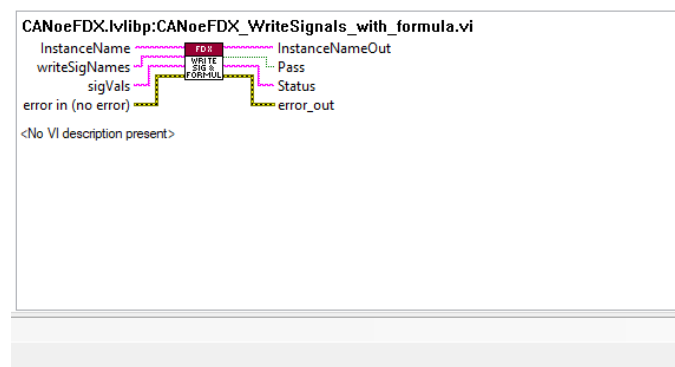 CANoeFDX.lvlibp:CANoeFDX_WriteSignals_with_formula.vi
InstanceName FDX InstanceNameOut
writeSigNames WRITE Pass
sigVals SIG & Status
error in (no error) FORMUL error_out
<No VI description present>